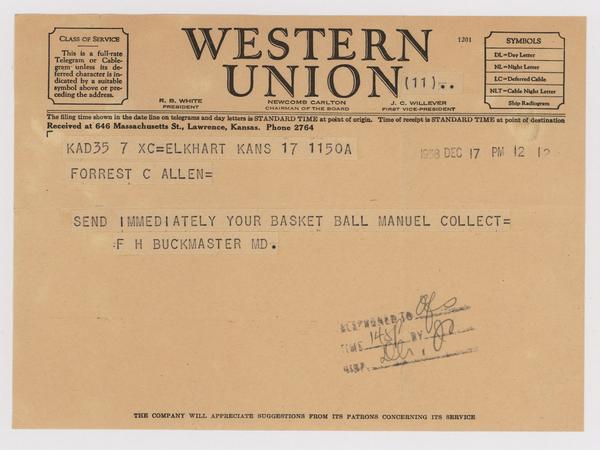 CLASS OF SERVICE
This is a full-rate
Telegram or Cable-
gram unless its de-
ferred character is in-
dicated by a suitable
symbol above or pre-
ceding the address.
WESTERN
UNION
(11)..
1201
SYMBOLS
DL=Day Letter
NL=Night Letter
LC=Deferred Cable
NLT=Cable Night Letter
Ship Radiogram
R. B. WHITE
PRESIDENT
NEWCOMB CARLTON
CHAIRMAN OF THE BOARD
J. C. WILLEVER
FIRST VICE-PRESIDENT
The filing time shown in the date line on telegrams and day letters is STANDARD TIME at point of origin. Time of receipt is STANDARD TIME at point of destination
Received at 646 Massachusetts St., Lawrence, Kansas. Phone 2764
KAD35 7 XC=ELKHART KANS 17 1150A
1938 DEC 17 PM 12 12
FORREST C ALLEN=
SEND IMMEDIATELY YOUR BASKET BALL MANUEL COLLECT=
:F H BUCKMASTER MD.
TELEPHONED TO
TIME BY
THE COMPANY WILL APPRECIATE SUGGESTIONS FROM ITS PATRONS CONCERNING ITS SERVICE